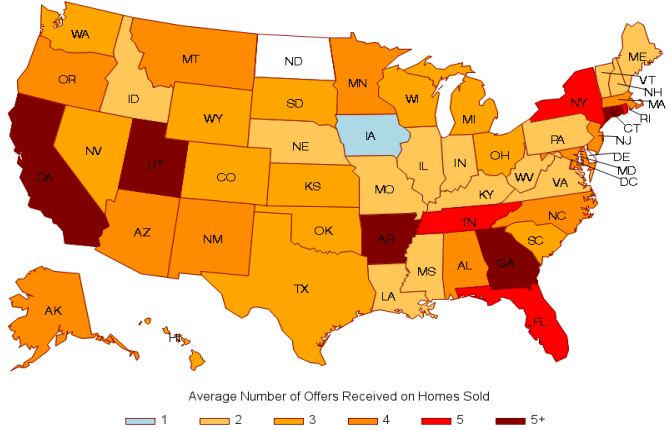 WA
ME
MT
ND
VT
OR
MN
NH
ID
SD
WI
NY
MA
WY
MI
RI
IA
CT
NE
PA
NJ
NV
UT
IL
IN
OH
DE
CA
CO
MD
KS
MO
WV
VA
DC
KY
AZ
NM
OK
AR
TN
NC
SC
MS
AL
GA
TX
LA
AK
FL
HI
Average Number of Offers Received on Homes Sold
1 2 3 4 5 5+